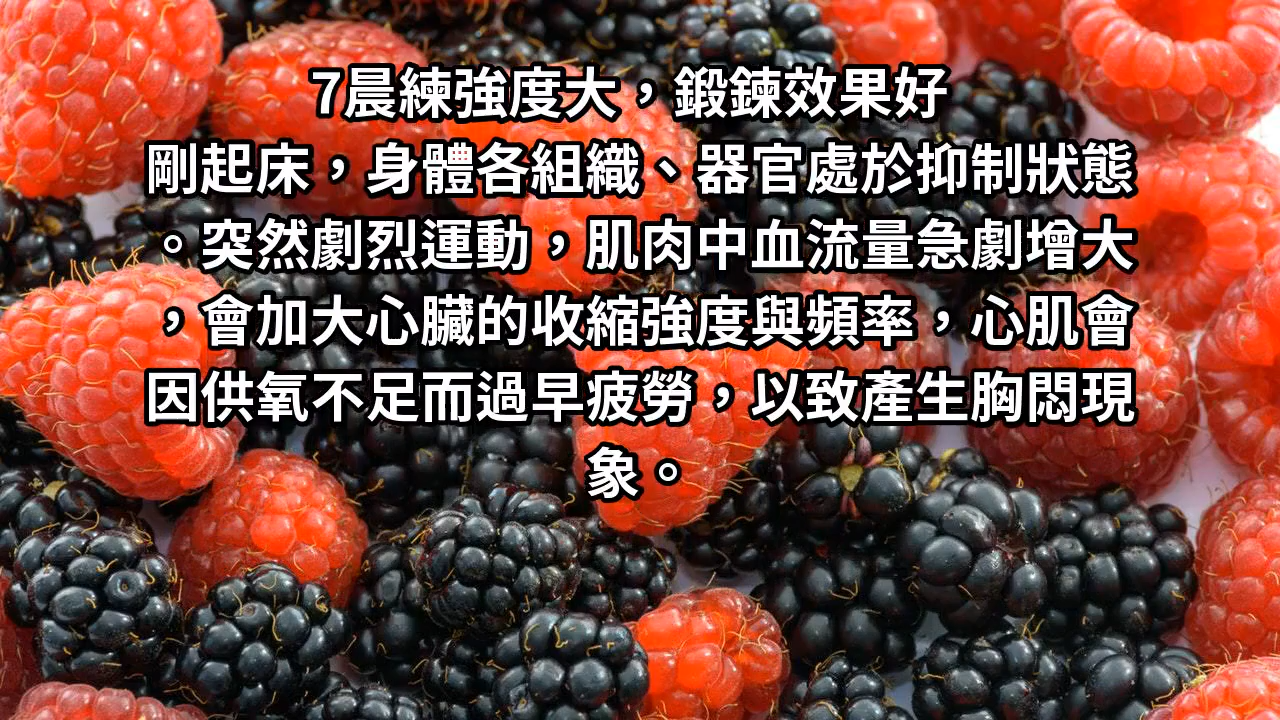 7晨練強度大，鍛鍊效果好
剛起床，身體各組織、器官處於抑制狀態
。突然劇烈運動，肌肉中血流量急劇增大
，會加大心臟的收縮強度與頻率，心肌會
因供氧不足而過早疲勞，以致產生胸悶現
象。